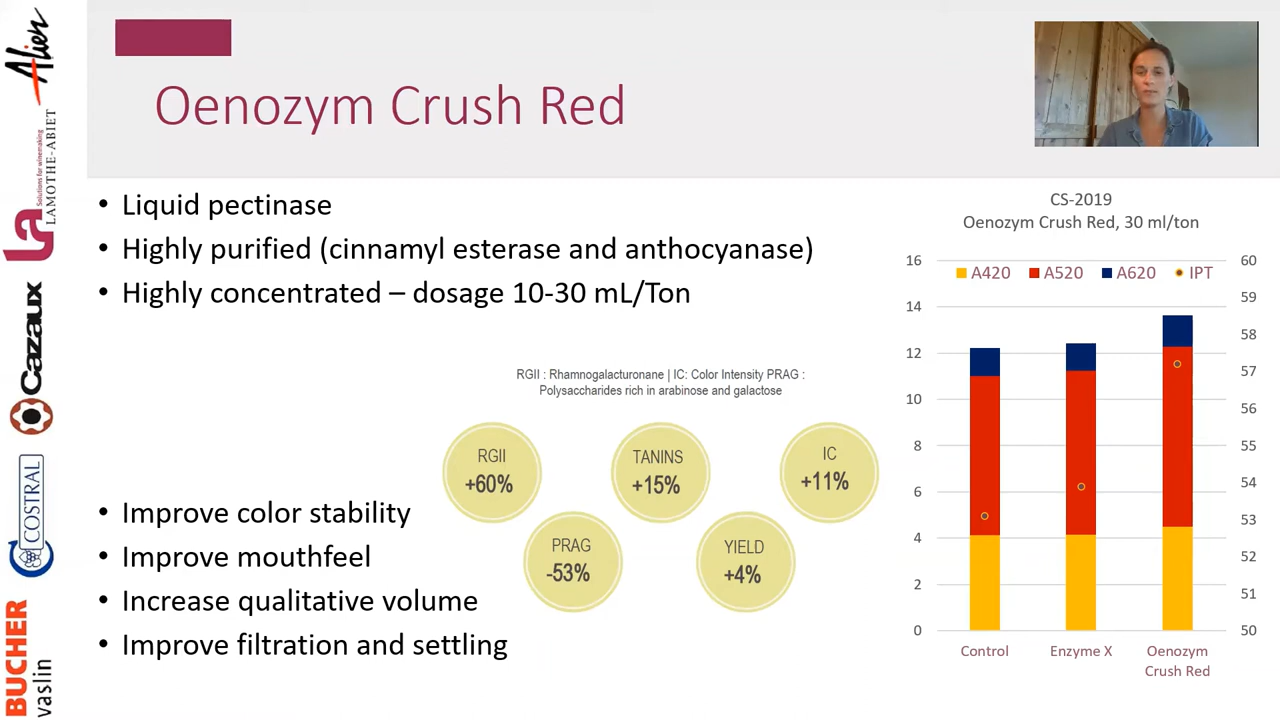 Alien
Solutions for winemaking
La
LAMOTHE-ABIET
Cazaux
COSTRAL
BUCHER
vaslin
Oenozym Crush Red
• Liquid pectinase
• Highly purified (cinnamyl esterase and anthocyanase)
• Highly concentrated – dosage 10-30 mL/Ton
RGII : Rhamnogalacturonane | IC: Color Intensity PRAG :
Polysaccharides rich in arabinose and galactose
RGII
+60%
TANINS
+15%
IC
+11%
PRAG
-53%
YIELD
+4%
• Improve color stability
• Improve mouthfeel
• Increase qualitative volume
• Improve filtration and settling
CS-2019
Oenozym Crush Red, 30 ml/ton
A420 A520 A620 IPT
16
14
12
10
8
6
4
2
0
60
59
58
57
56
55
54
53
52
51
50
Control
Enzyme X
Oenozym
Crush Red